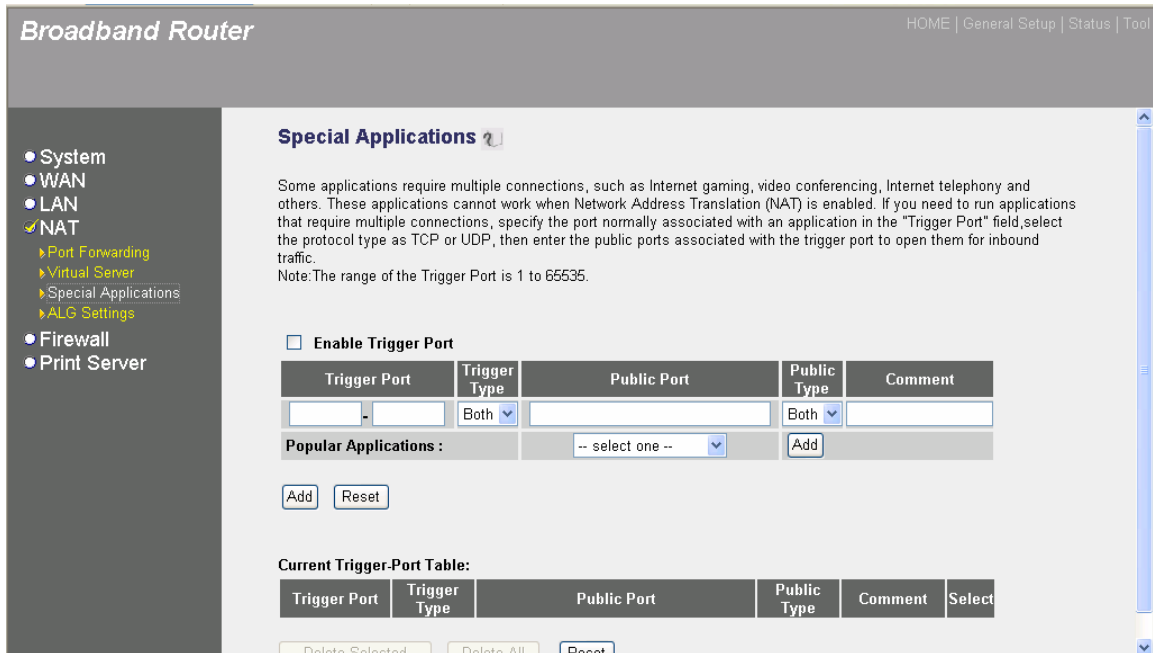 Broadband Router
HOME | General Setup | Status | Tool
System
WAN
LAN
NAT
Port Forwarding
Virtual Server
Special Applications
ALG Settings
Firewall
Print Server
Special Applications
Some applications require multiple connections, such as Internet gaming, video conferencing, Internet telephony and
others. These applications cannot work when Network Address Translation (NAT) is enabled. If you need to run applications
that require multiple connections, specify the port normally associated with an application in the "Trigger Port" field,select
the protocol type as TCP or UDP, then enter the public ports associated with the trigger port to open them for inbound
traffic.
Note:The range of the Trigger Port is 1 to 65535.
Enable Trigger Port
Trigger Port Trigger Type Public Port Public Type Comment
- Both Both
Popular Applications : -- select one -- Add
Add Reset
Current Trigger-Port Table:
Trigger Port Trigger Type Public Port Public Type Comment Select
Delete Selected Delete All Reset